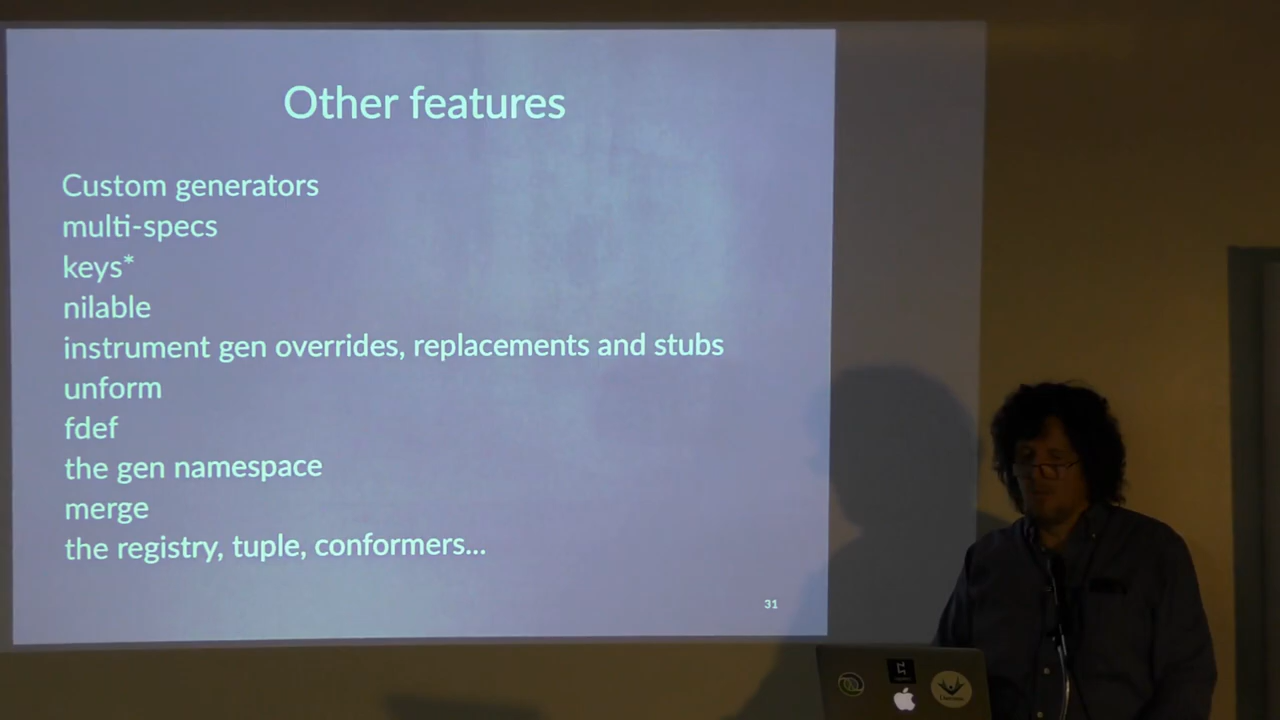 Other features
Custom generators
multi-specs
keys*
nilable
instrument gen overrides, replacements and stubs
unform
fdef
the gen namespace
merge
the registry, tuple, conformers...
31